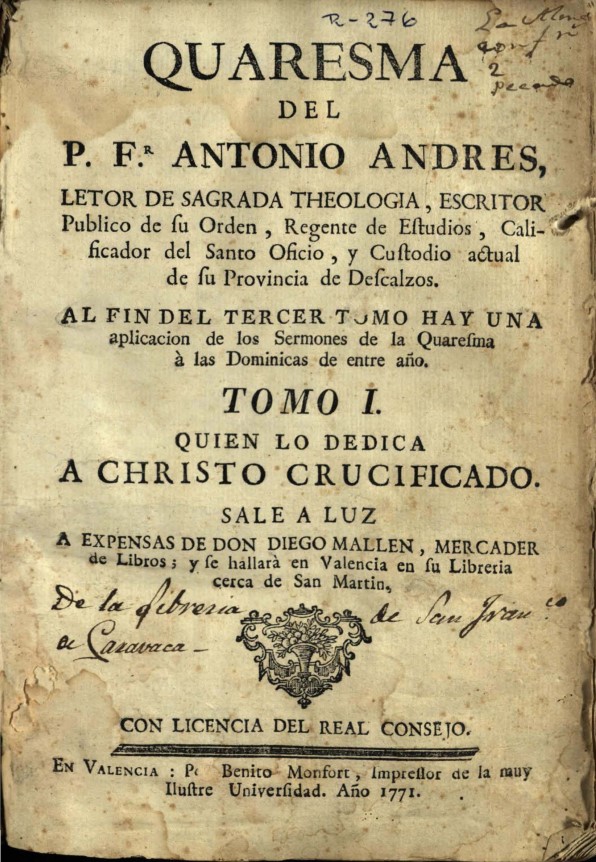 R-276
2
QUARESMA
DEL
P. F.ʀ ANTONIO ANDRES,
LETOR DE SAGRADA THEOLOGIA, ESCRITOR
Publico de ſu Orden, Regente de Eſtudios, Cali-
ficador del Santo Oficio, y Cuſtodio actual
de ſu Provincia de Deſcalzos.
AL FIN DEL TERCER TOMO HAY UNA
aplicacion de los Sermones de la Quareſma
à las Dominicas de entre año.
TOMO I.
QUIEN LO DEDICA
A CHRISTO CRUCIFICADO.
SALE A LUZ
A EXPENSAS DE DON DIEGO MALLEN, MERCADER
de Libros; y ſe hallarà en Valencia en ſu Libreria
cerca de San Martin.
De la libreria de San Fran.co
de Caravaca
CON LICENCIA DEL REAL CONSEJO.
EN VALENCIA: Benito Monfort, Impreſſor de la muy
Iluſtre Universidad. Año 1771.